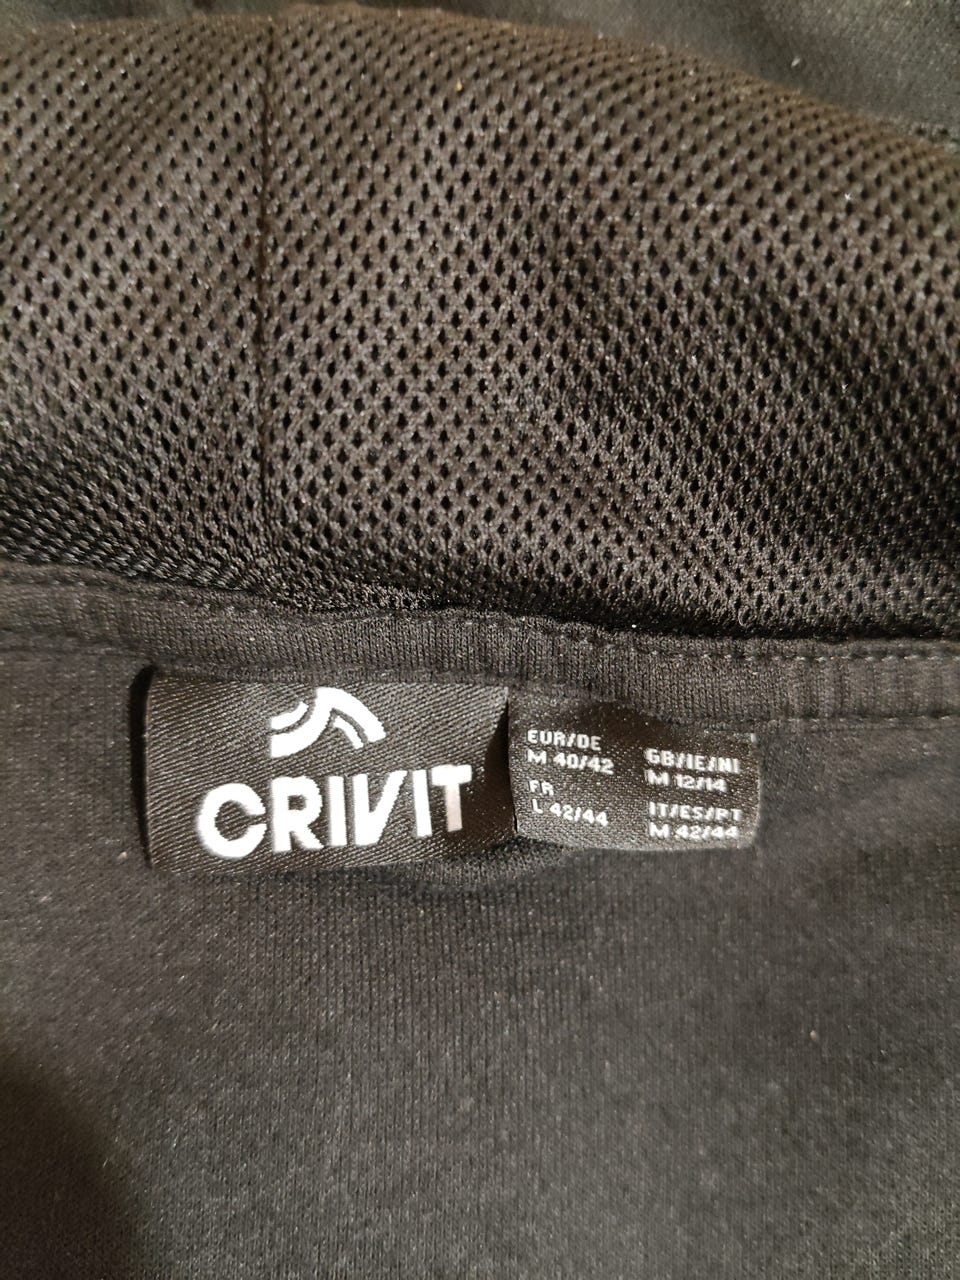 CRIVIT
EUR/DE
M 40/42
FR
L 42/44
GB/IE/NI
M 12/14
IT/ES/PT
M 42/44